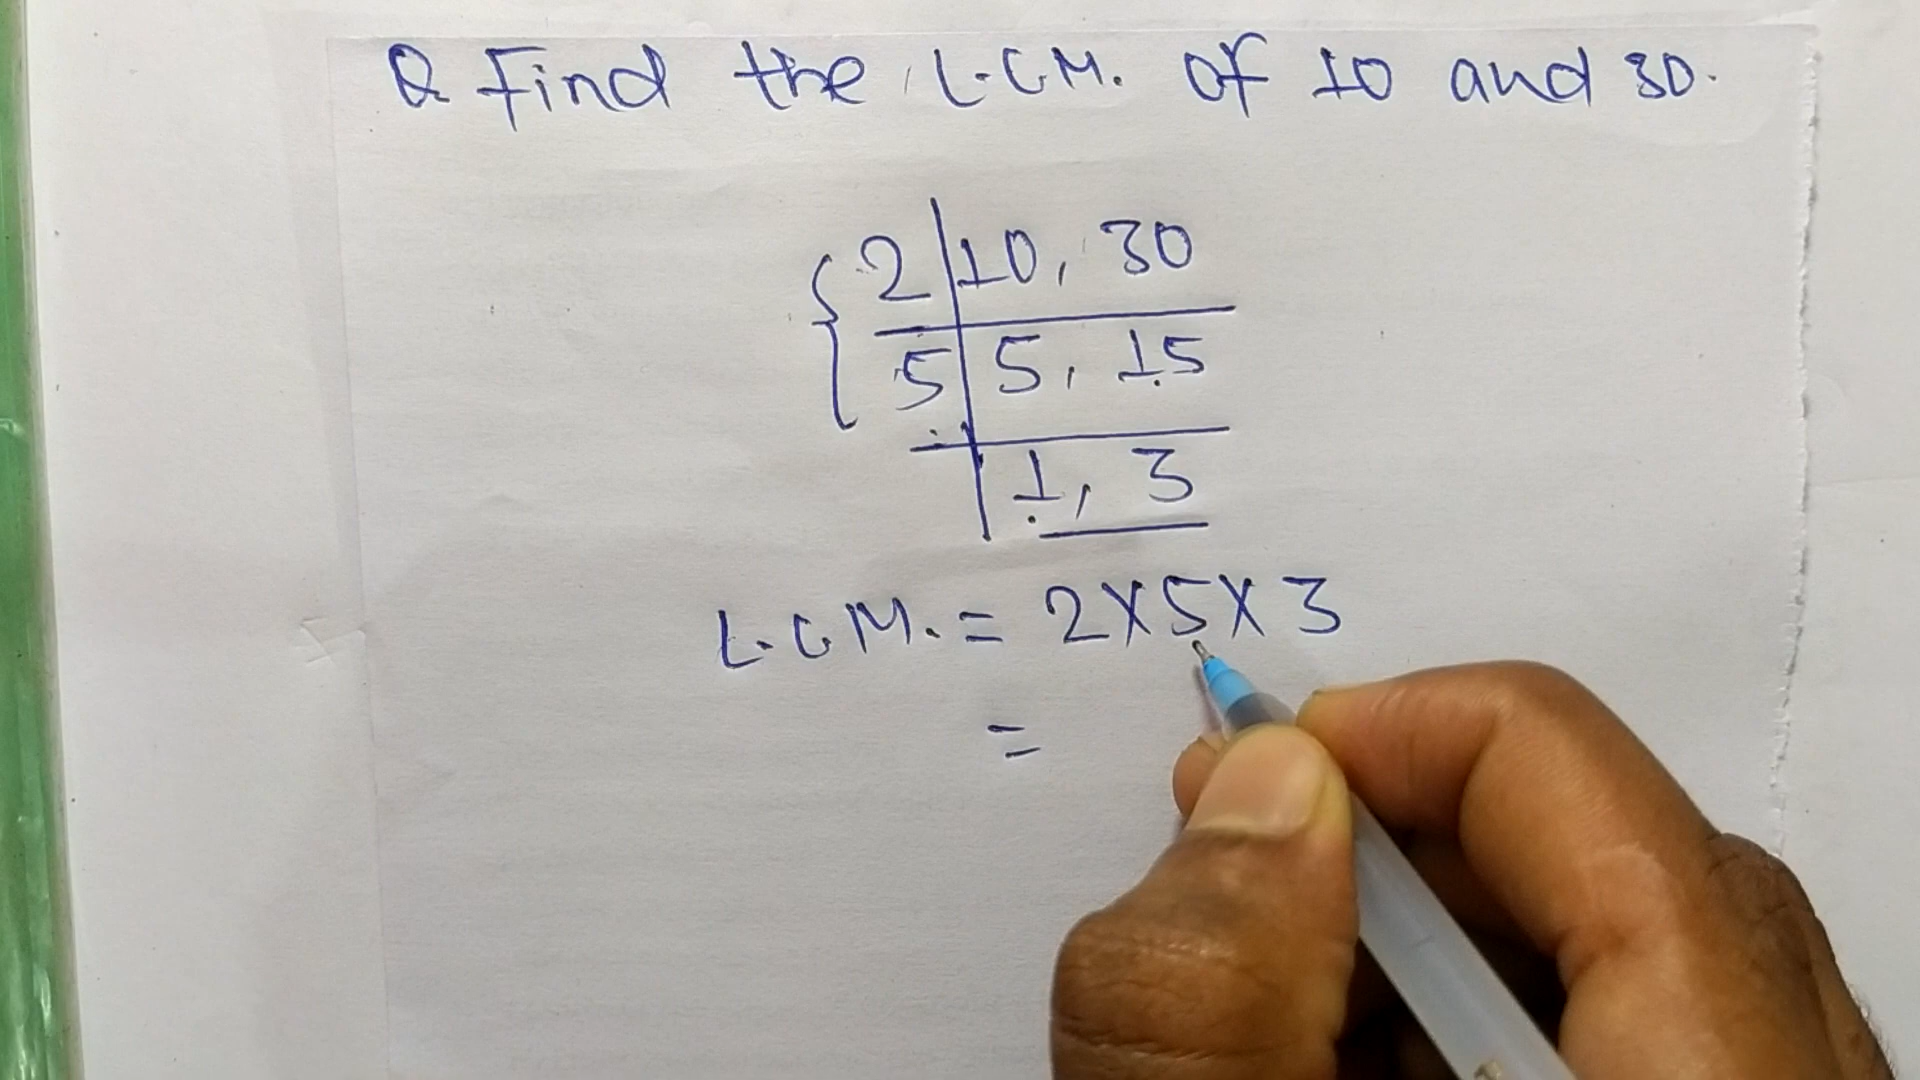 Q Find the L.C.M. of 10 and 30.
2 | 10, 30
5 | 5, 15
1, 3
L.C.M. = 2X5X3
=